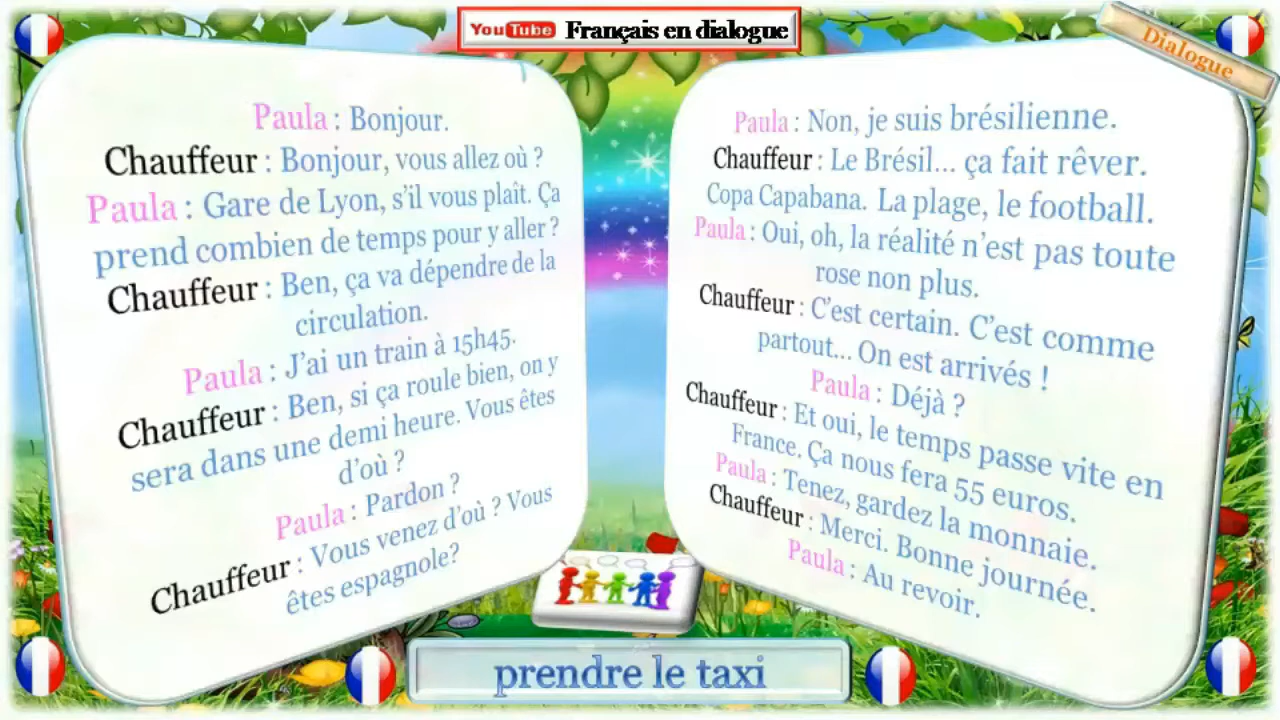 YouTube Français en dialogue
Dialogue
Paula : Bonjour.
Chauffeur : Bonjour, vous allez où ?
Paula : Gare de Lyon, s'il vous plaît. Ça
prend combien de temps pour y aller ?
Chauffeur : Ben, ça va dépendre de la
circulation.
Paula : J'ai un train à 15h45.
Chauffeur : Ben, si ça roule bien, on y
sera dans une demi heure. Vous êtes
d'où ?
Paula : Pardon ?
Chauffeur : Vous venez d'où ? Vous
êtes espagnole?
Paula : Non, je suis brésilienne.
Chauffeur : Le Brésil... ça fait rêver.
Copa Capabana. La plage, le football.
Paula : Oui, oh, la réalité n'est pas toute
rose non plus.
Chauffeur : C'est certain. C'est comme
partout... On est arrivés !
Paula : Déjà ?
Chauffeur : Et oui, le temps passe vite en
France. Ça nous fera 55 euros.
Paula : Tenez, gardez la monnaie.
Chauffeur : Merci. Bonne journée.
Paula : Au revoir.
prendre le taxi